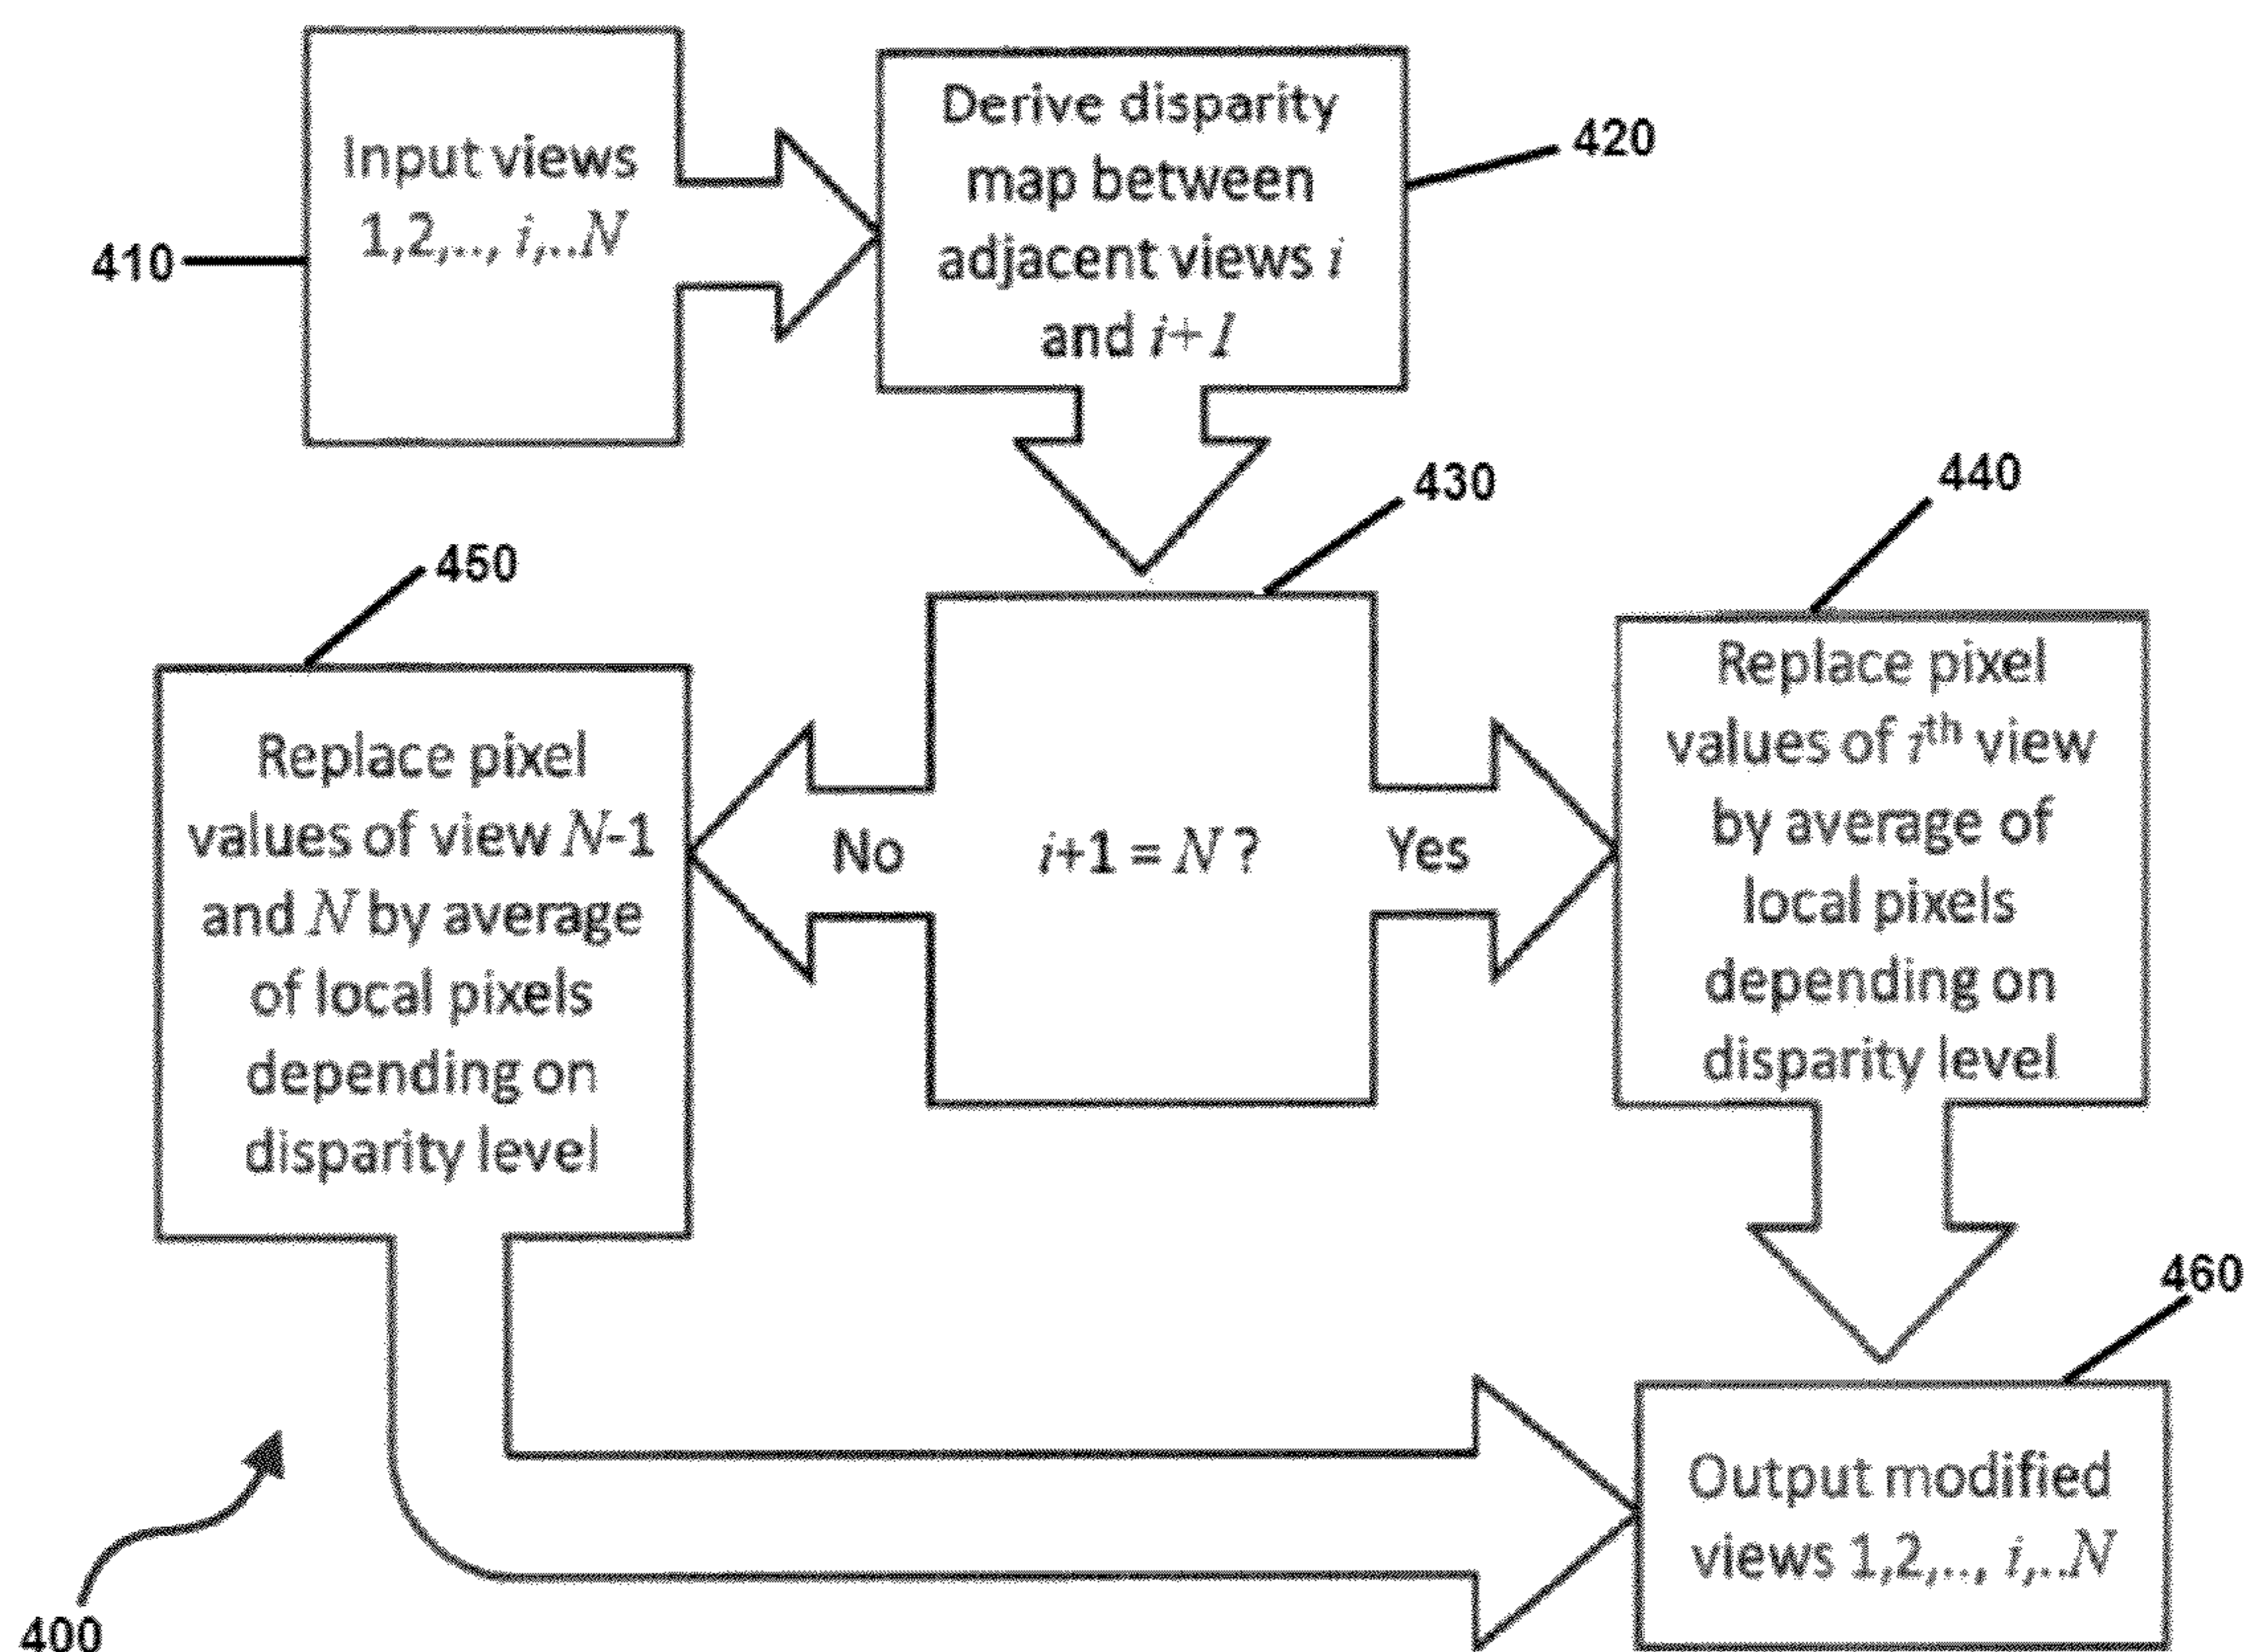 Input views
1,2,.., i,..N
410
Derive disparity
map between
adjacent views i
and i+1
420
430
i+1 = N ?
No
Yes
440
Replace pixel
values of ith view
by average of
local pixels
depending on
disparity level
450
Replace pixel
values of view N-1
and N by average
of local pixels
depending on
disparity level
460
Output modified
views 1,2,.., i,..N
400